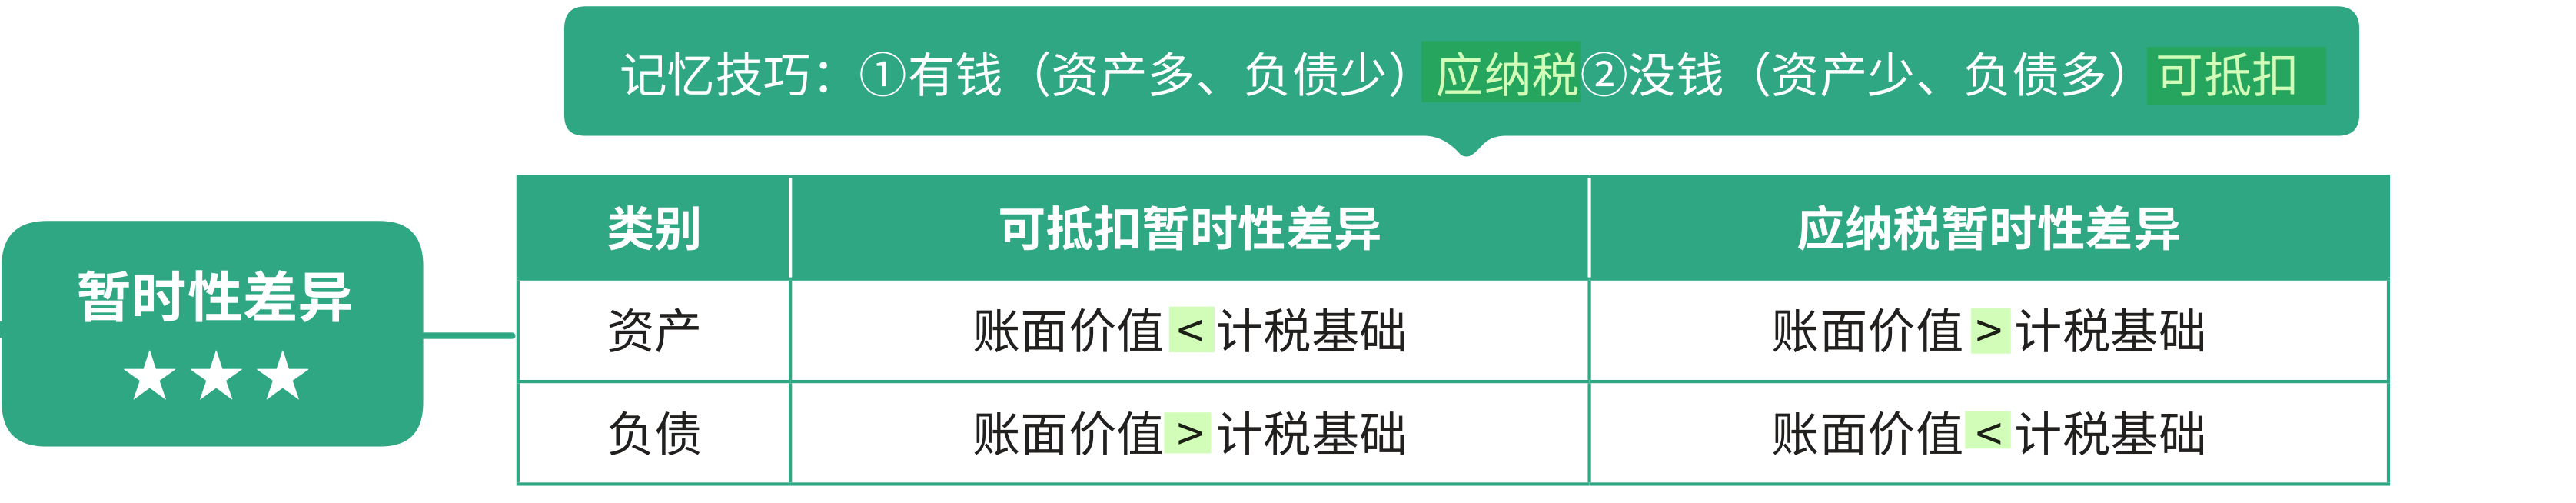 记忆技巧：①有钱（资产多、负债少）应纳税②没钱（资产少、负债多）可抵扣
暂时性差异
★★★
类别 可抵扣暂时性差异 应纳税暂时性差异
资产 账面价值<计税基础 账面价值>计税基础
负债 账面价值>计税基础 账面价值<计税基础